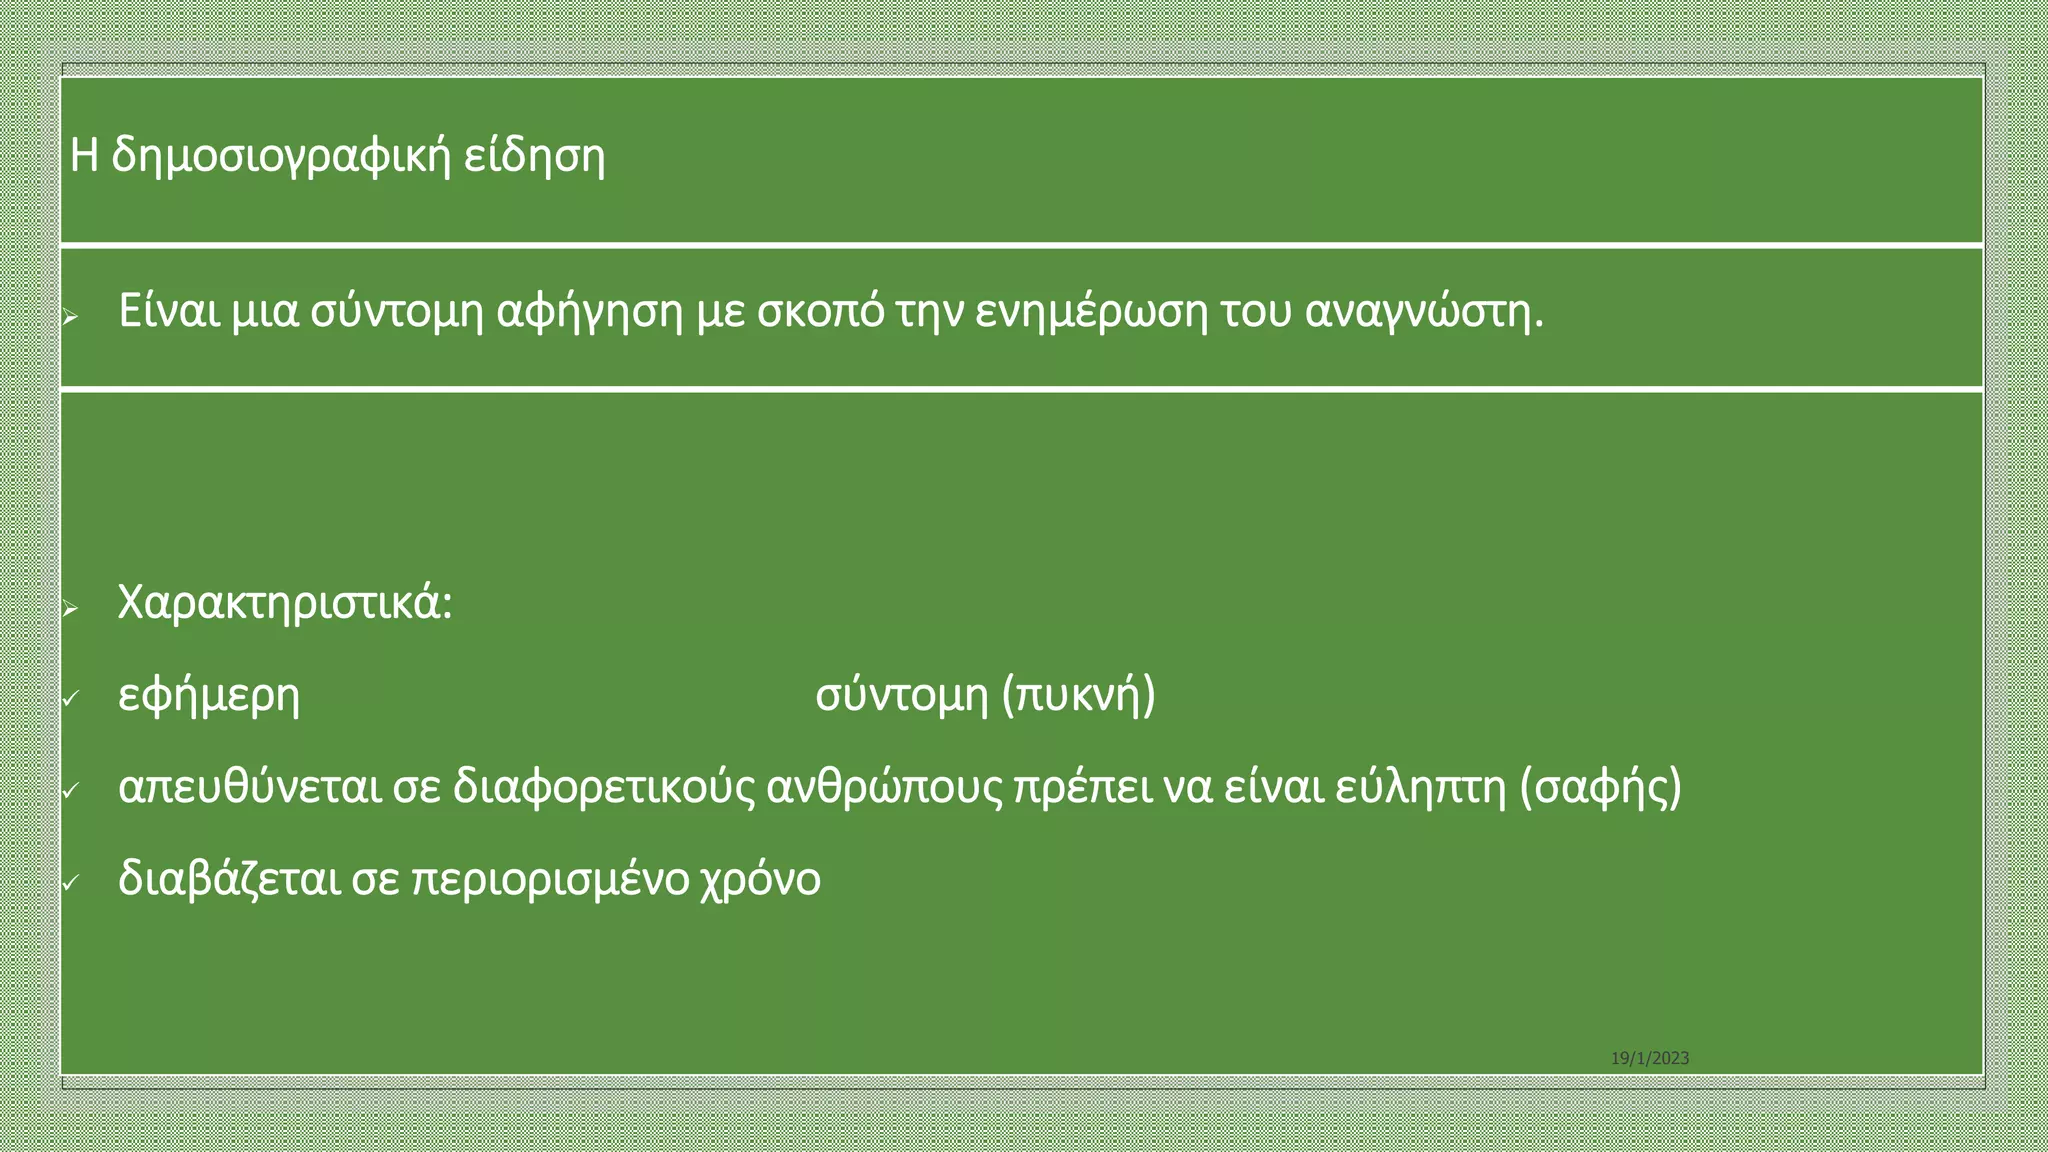 Η δημοσιογραφική είδηση
Είναι μια σύντομη αφήγηση με σκοπό την ενημέρωση του αναγνώστη.
Χαρακτηριστικά:
εφήμερη σύντομη (πυκνή)
απευθύνεται σε διαφορετικούς ανθρώπους πρέπει να είναι εύληπτη (σαφής)
διαβάζεται σε περιορισμένο χρόνο
19/1/2023